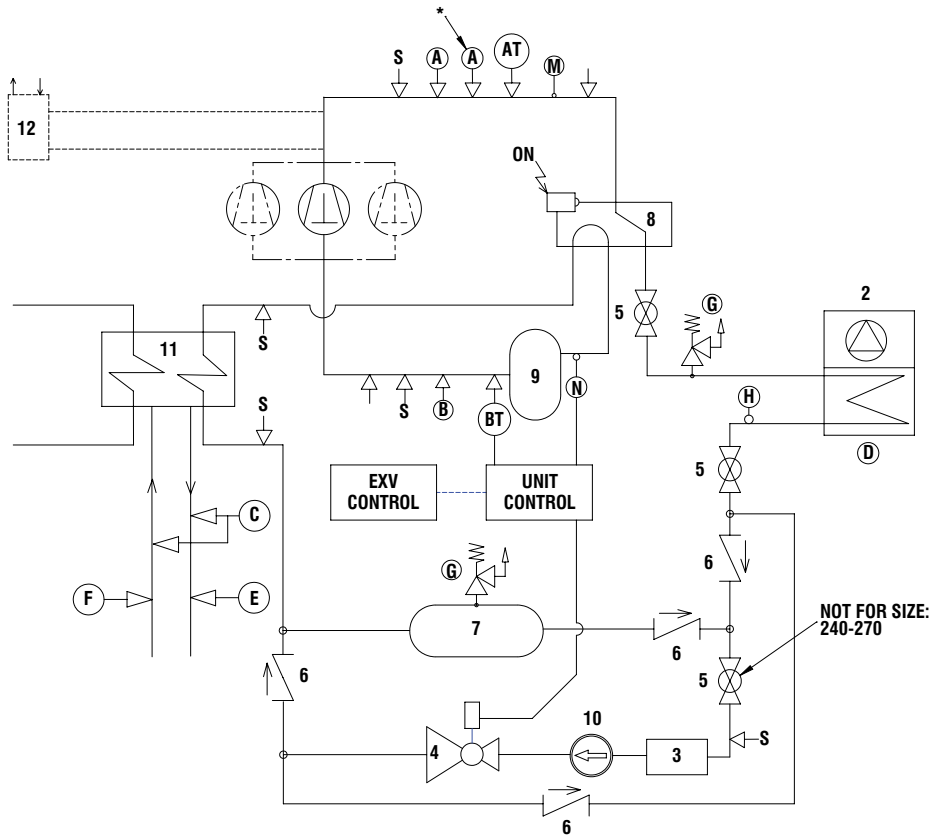 *
S
A
A
AT
M
12
ON
8
5
G
2
11
S
9
N
H
S
S
B
BT
D
5
EXV
CONTROL
UNIT
CONTROL
C
6
G
F
E
7
NOT FOR SIZE:
240-270
6
6
5
10
4
3
S
6